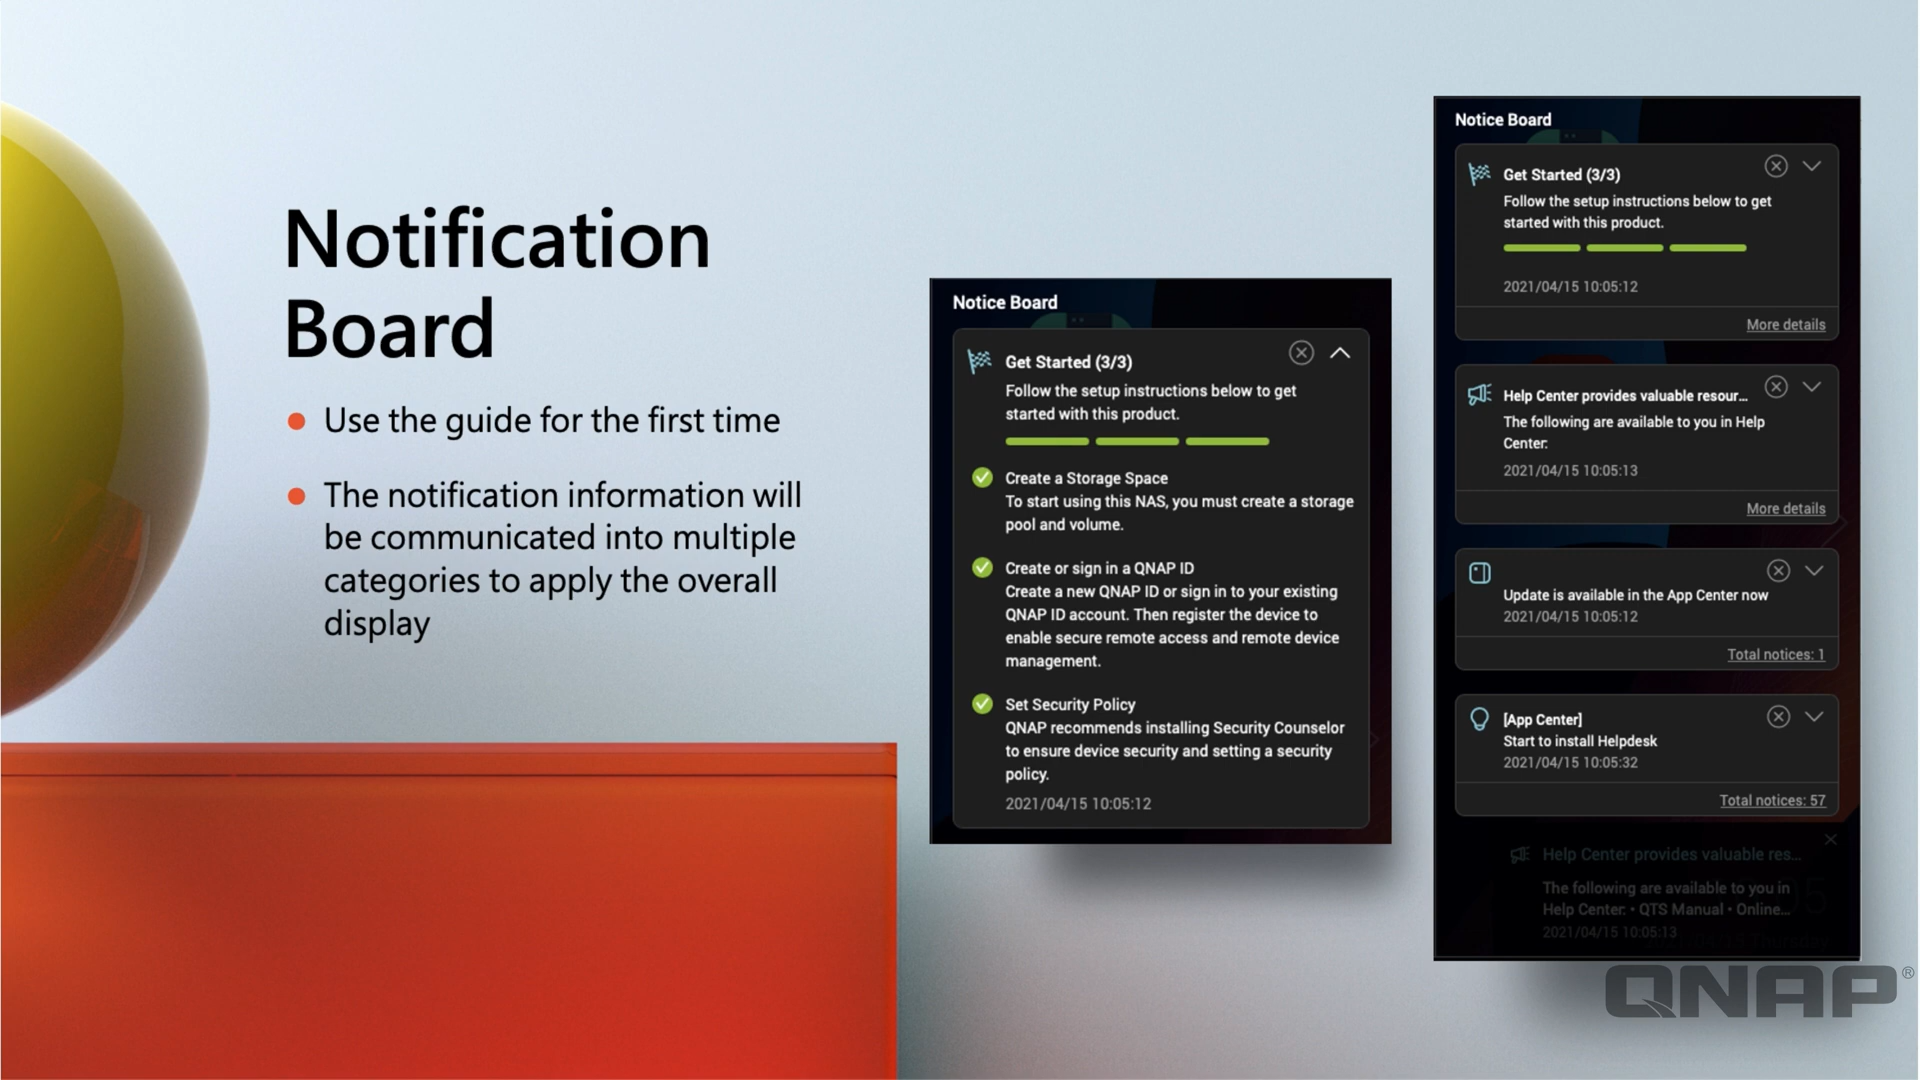 Notification
Board
• Use the guide for the first time
• The notification information will
be communicated into multiple
categories to apply the overall
display
Notice Board
Get Started (3/3)
Follow the setup instructions below to get
started with this product.
Create a Storage Space
To start using this NAS, you must create a storage
pool and volume.
Create or sign in a QNAP ID
Create a new QNAP ID or sign in to your existing
QNAP ID account. Then register the device to
enable secure remote access and remote device
management.
Set Security Policy
QNAP recommends installing Security Counselor
to ensure device security and setting a security
policy.
2021/04/15 10:05:12
Notice Board
Get Started (3/3)
Follow the setup instructions below to get
started with this product.
2021/04/15 10:05:12
More details
Help Center provides valuable resour...
The following are available to you in Help
Center:
2021/04/15 10:05:13
More details
Update is available in the App Center now
2021/04/15 10:05:12
Total notices: 1
[App Center]
Start to install Helpdesk
2021/04/15 10:05:32
Total notices: 57
Help Center provides valuable res...
The following are available to you in
Help Center: • QTS Manual • Online...
2021/04/15 10:05:13
QNAP®